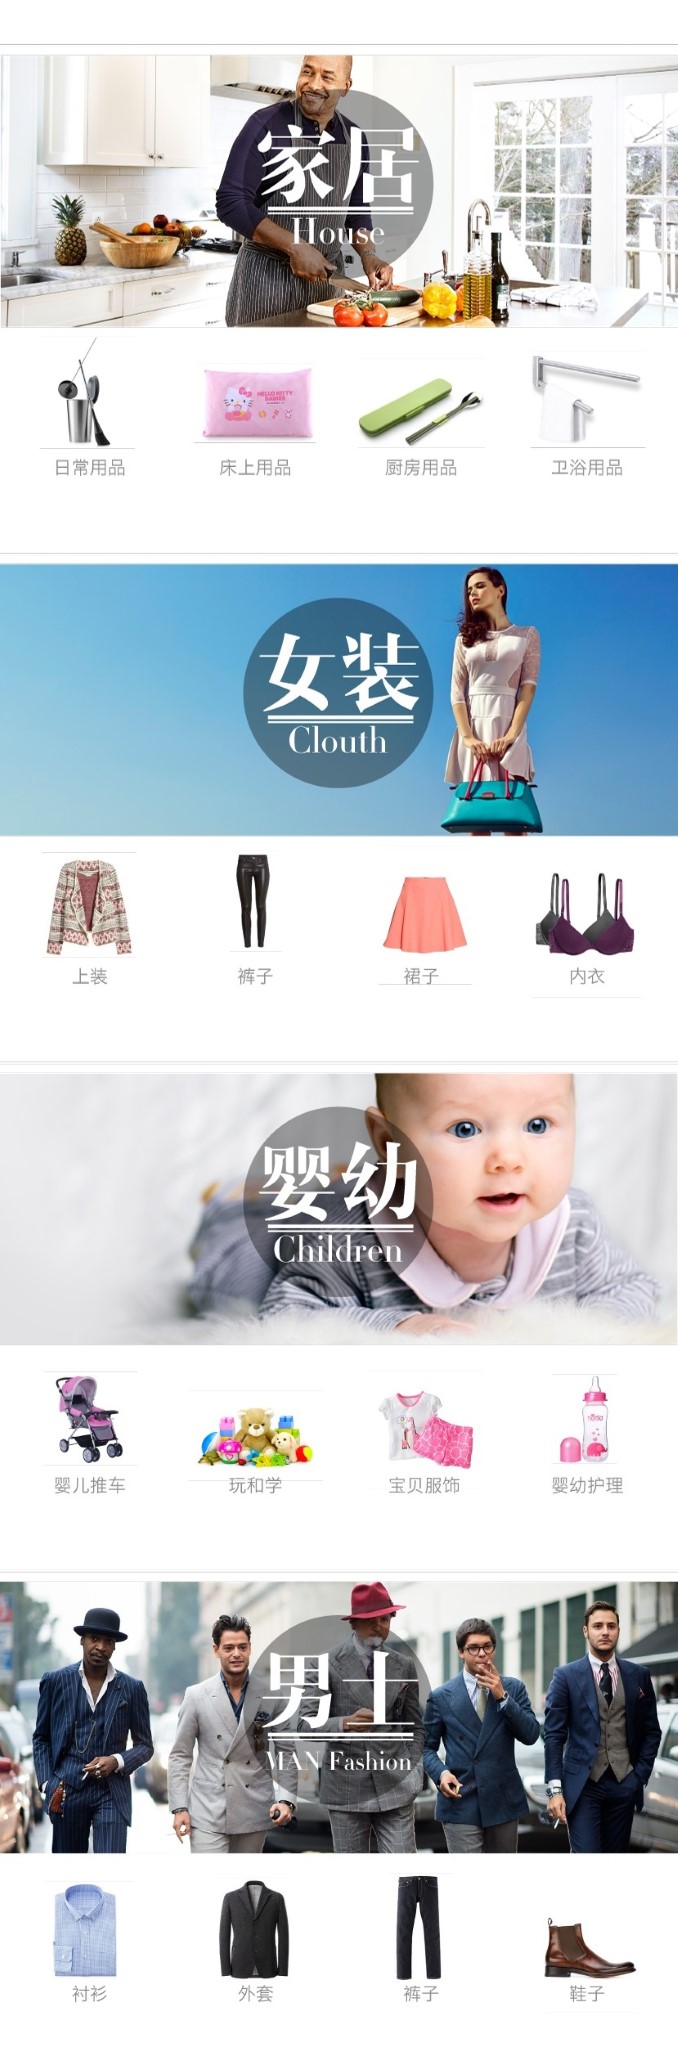 家居
House
HELLO KITTY
日常用品
床上用品
厨房用品
卫浴用品
女装
Clouth
上装
裤子
裙子
内衣
婴幼
Children
婴儿推车
玩和学
宝贝服饰
婴幼护理
男士
MAN Fashion
衬衫
外套
裤子
鞋子